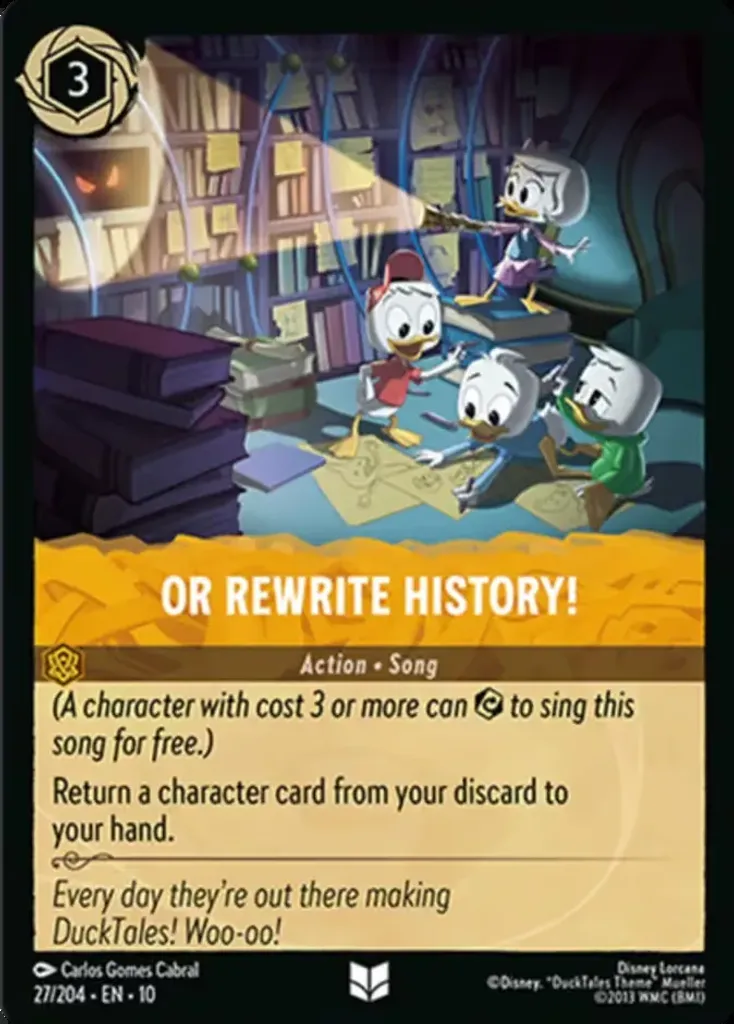 3
OR REWRITE HISTORY!
Action • Song
(A character with cost 3 or more can to sing this
song for free.)
Return a character card from your discard to
your hand.
Every day they're out there making
DuckTales! Woo-oo!
Carlos Gomes Cabral
27/204 • EN • 10
Disney Lorcana
©Disney. "DuckTales Theme" Mueller
©2013 WMC (BMI)